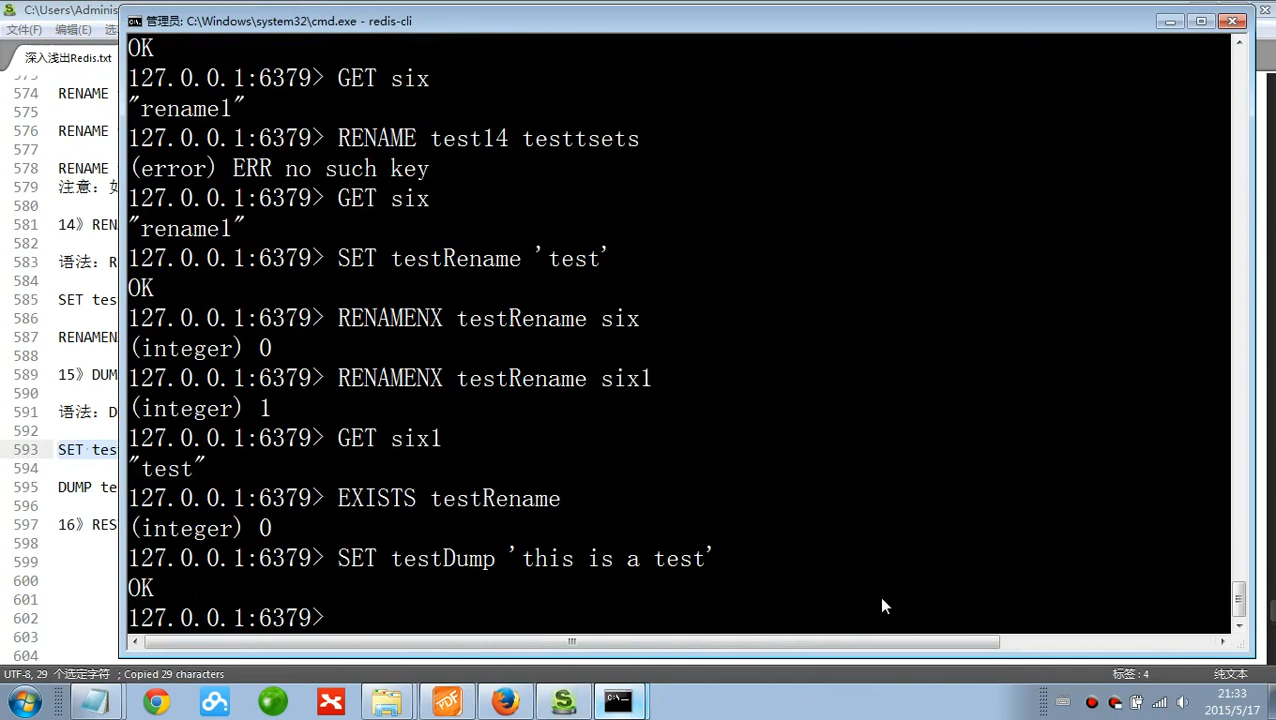 C:\Users\Adminis
管理员: C:\Windows\system32\cmd.exe - redis-cli
文件(F) 编辑(E) 选
深入浅出Redis.txt
OK
127.0.0.1:6379> GET six
"rename1"
127.0.0.1:6379> RENAME test14 testtsets
(error) ERR no such key
127.0.0.1:6379> GET six
"rename1"
127.0.0.1:6379> SET testRename 'test'
OK
127.0.0.1:6379> RENAMENX testRename six
(integer) 0
127.0.0.1:6379> RENAMENX testRename six1
(integer) 1
127.0.0.1:6379> GET six1
"test"
127.0.0.1:6379> EXISTS testRename
(integer) 0
127.0.0.1:6379> SET testDump 'this is a test'
OK
127.0.0.1:6379>
574 RENAME
575
576 RENAME
577
578 RENAME
579 注意: 如
580
581 14》REN
582
583 语法: R
584
585 SET tes
586
587 RENAMEN
588
589 15》DUM
590
591 语法: D
592
593 SET tes
594
595 DUMP te
596
597 16》RES
598
599
600
601
602
603
604
UTF-8, 29 个选定字符 ; Copied 29 characters
标签: 4
纯文本
21:33
2015/5/17